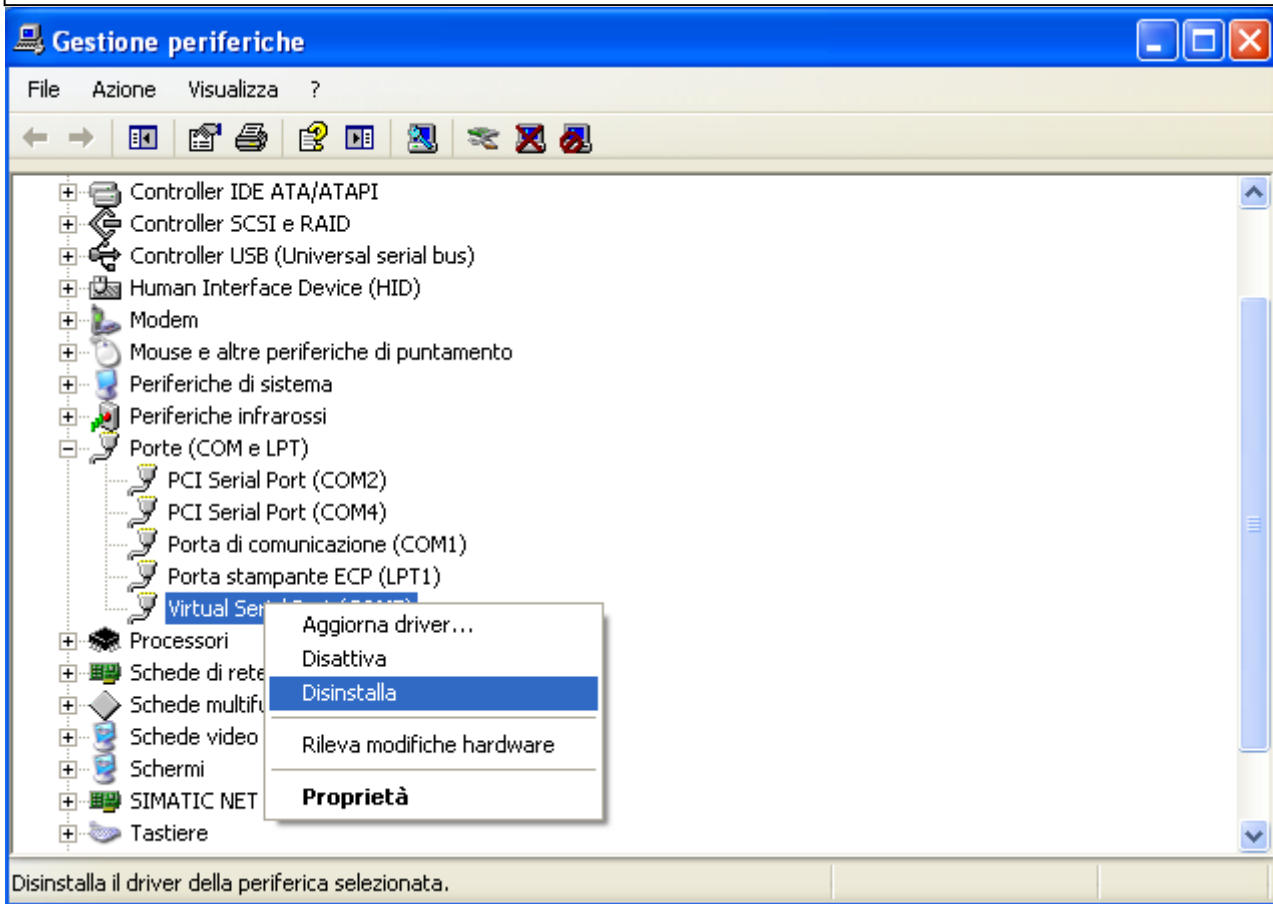 Gestione periferiche
File Azione Visualizza ?
Controller IDE ATA/ATAPI
Controller SCSI e RAID
Controller USB (Universal serial bus)
Human Interface Device (HID)
Modem
Mouse e altre periferiche di puntamento
Periferiche di sistema
Periferiche infrarossi
Porte (COM e LPT)
PCI Serial Port (COM2)
PCI Serial Port (COM4)
Porta di comunicazione (COM1)
Porta stampante ECP (LPT1)
Virtual
Processori
Schede di rete
Schede
Schede video
Schermi
SIMATIC NET
Tastiere
Aggiorna driver...
Disattiva
Disinstalla
Rileva modifiche hardware
Proprietà
Disinstalla il driver della periferica selezionata.